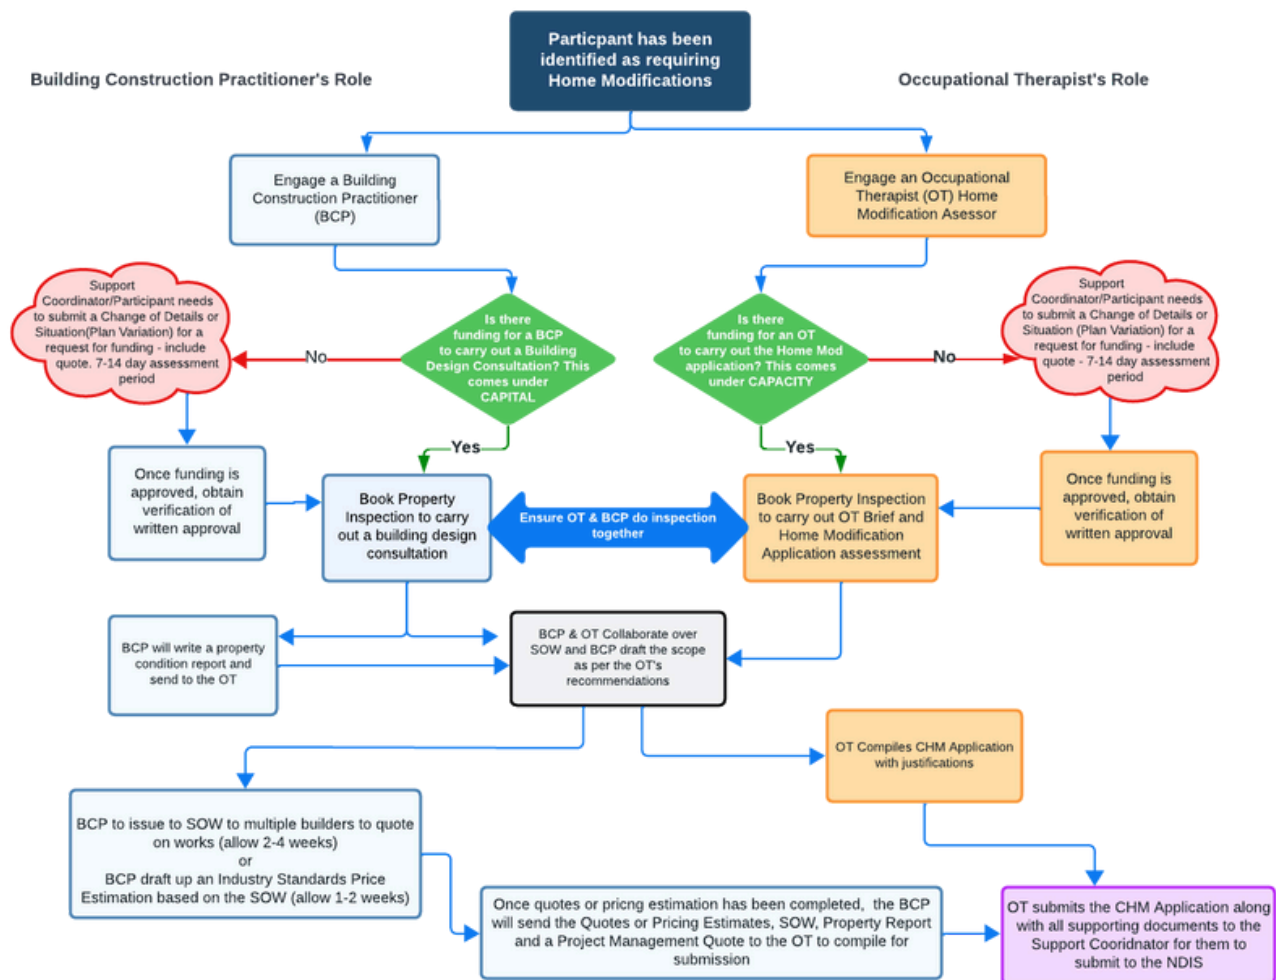 Particpant has been
identified as requiring
Home Modifications
Building Construction Practitioner's Role
Occupational Therapist's Role
Engage a Building
Construction Practitioner
(BCP)
Engage an Occupational
Therapist (OT) Home
Modification Asessor
Support
Coordinator/Participant needs
to submit a Change of Details or
Situation(Plan Variation) for a
request for funding - include
quote. 7-14 day assessment
period
No
Is there
funding for a BCP
to carry out a Building
Design Consultation? This
comes under
CAPITAL
Is there
funding for an OT
to carry out the Home Mod
application? This comes
under CAPACITY
No
Support
Coordinator/Participant needs
to submit a Change of Details or
Situation (Plan Variation) for a
request for funding - include
quote - 7-14 day assessment
period
Yes
Yes
Once funding is
approved, obtain
verification of
written approval
Book Property
Inspection to carry
out a building design
consultation
Ensure OT & BCP do inspection
together
Book Property Inspection
to carry out OT Brief and
Home Modification
Application assessment
Once funding is
approved, obtain
verification of
written approval
BCP will write a property
condition report and
send to the OT
BCP & OT Collaborate over
SOW and BCP draft the scope
as per the OT's
recommendations
OT Compiles CHM Application
with justifications
BCP to issue to SOW to multiple builders to quote
on works (allow 2-4 weeks)
or
BCP draft up an Industry Standards Price
Estimation based on the SOW (allow 1-2 weeks)
Once quotes or pricng estimation has been completed, the BCP
will send the Quotes or Pricing Estimates, SOW, Property Report
and a Project Management Quote to the OT to compile for
submission
OT submits the CHM Application along
with all supporting documents to the
Support Cooridnator for them to
submit to the NDIS